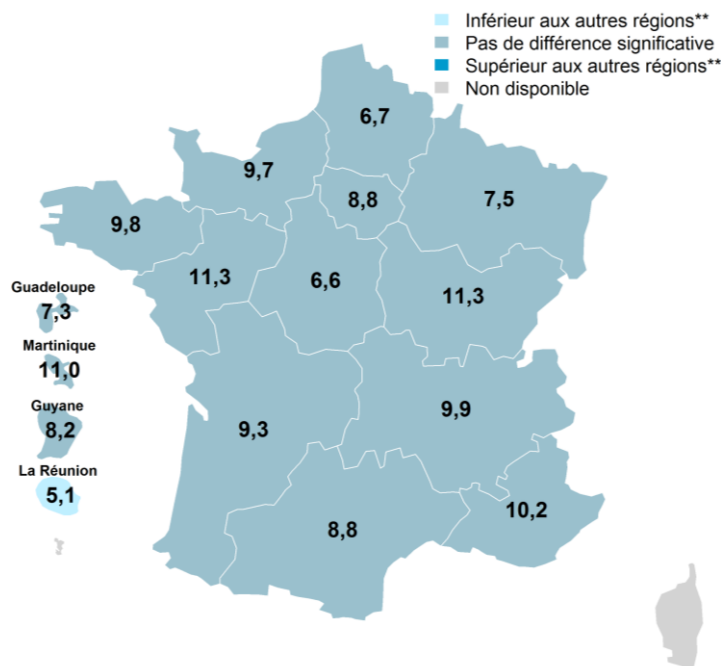 Inférieur aux autres régions**
Pas de différence significative
Supérieur aux autres régions**
Non disponible
6,7
9,7
8,8
7,5
9,8
11,3
6,6
11,3
Guadeloupe
7,3
Martinique
11,0
Guyane
8,2
9,3
9,9
La Réunion
5,1
8,8
10,2